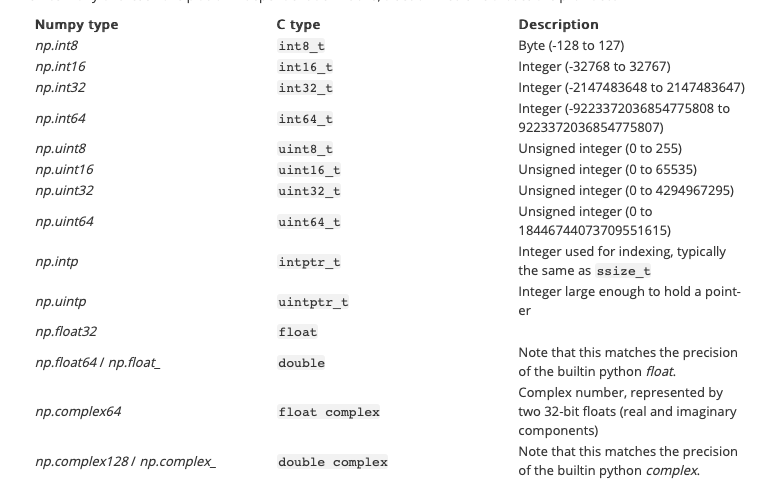 Numpy type C type Description
np.int8 int8_t Byte (-128 to 127)
np.int16 int16_t Integer (-32768 to 32767)
np.int32 int32_t Integer (-2147483648 to 2147483647)
np.int64 int64_t Integer (-9223372036854775808 to
9223372036854775807)
np.uint8 uint8_t Unsigned integer (0 to 255)
np.uint16 uint16_t Unsigned integer (0 to 65535)
np.uint32 uint32_t Unsigned integer (0 to 4294967295)
np.uint64 uint64_t Unsigned integer (0 to
18446744073709551615)
np.intp intptr_t Integer used for indexing, typically
the same as ssize_t
np.uintp uintptr_t Integer large enough to hold a point-
er
np.float32 float
np.float64 / np.float_ double Note that this matches the precision
of the builtin python float.
np.complex64 float complex Complex number, represented by
two 32-bit floats (real and imaginary
components)
np.complex128 / np.complex_ double complex Note that this matches the precision
of the builtin python complex.